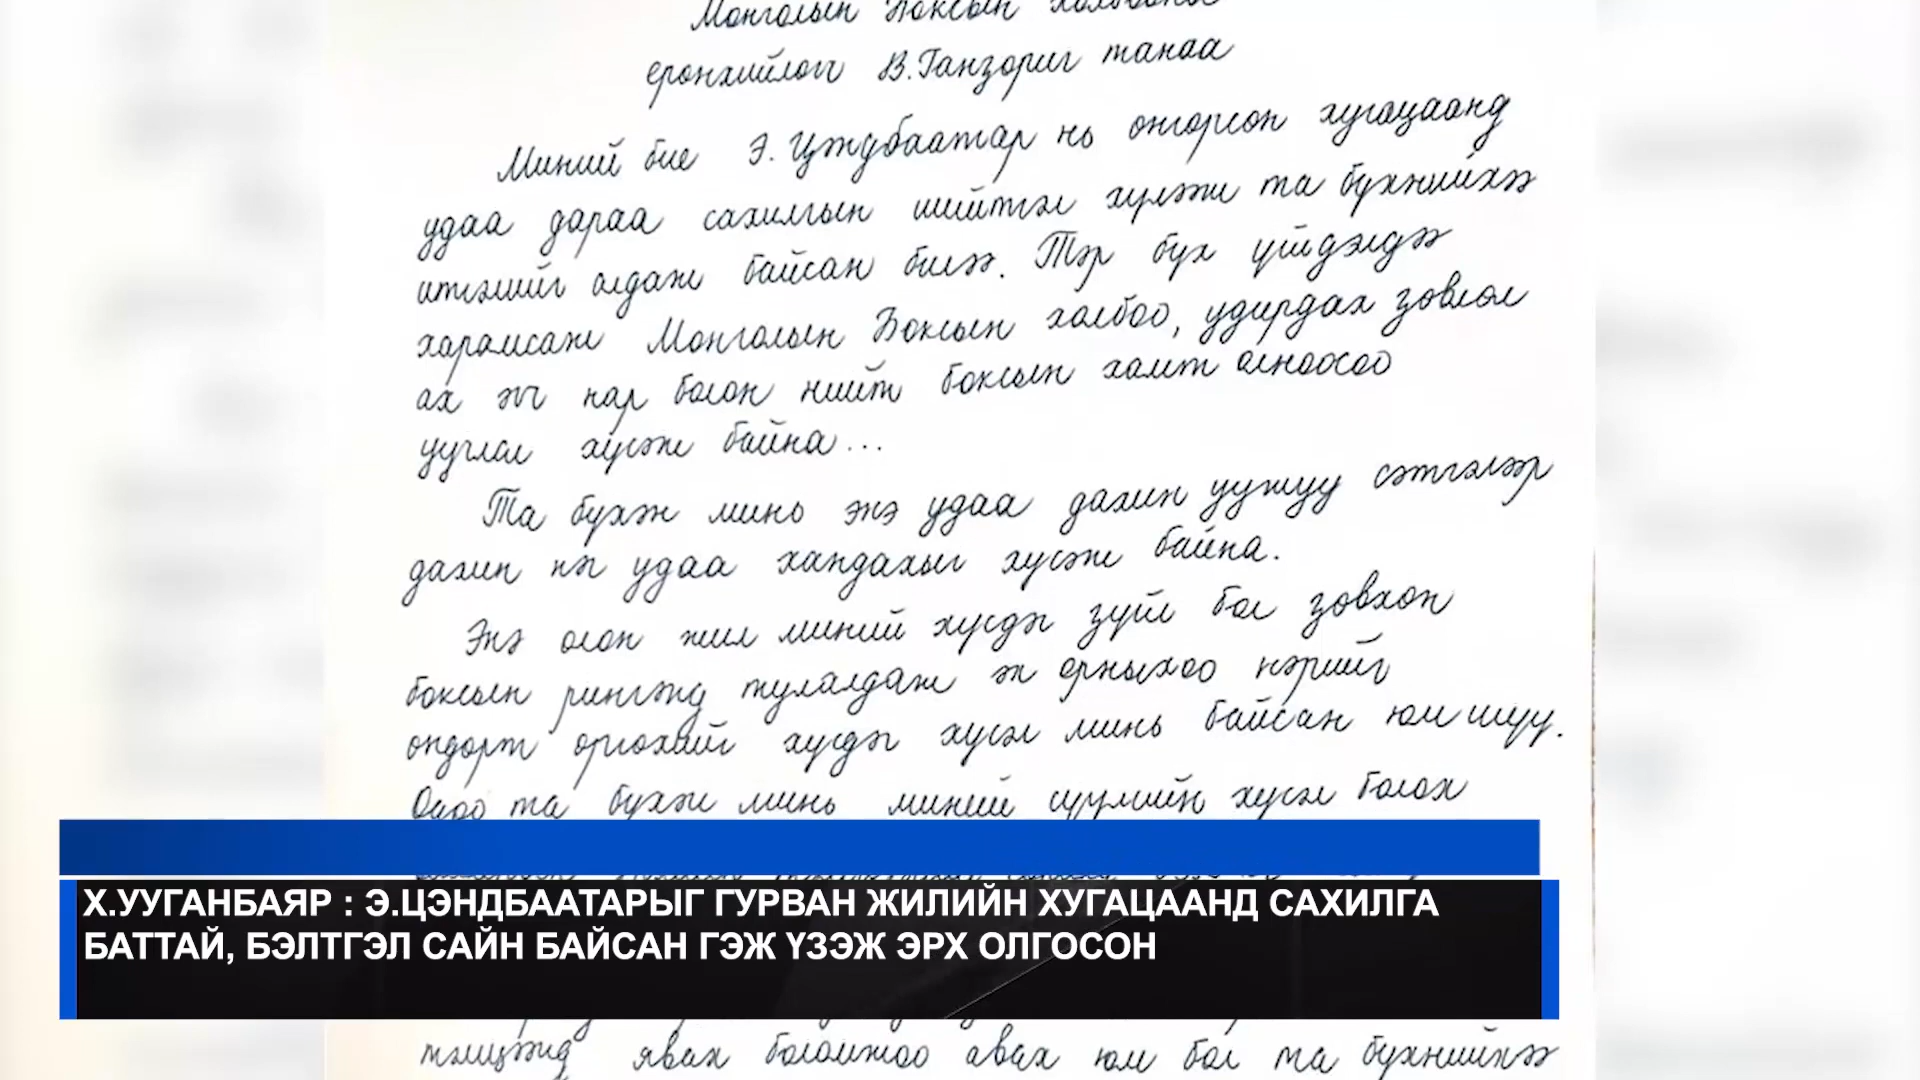 Монголын Боксын холбооны
ерөнхийлөгч В.Ганзориг танаа
Миний бие Э. Цэндбаатар нь өнгөрсөн хугацаанд
удаа дараа сахилгын шийтгэл хүлээж та бүхнийхээ
итгэлийг алдаж байсан билээ. Тэр бүх үйлдэлдээ
харамсаж Монголын Боксын холбоо, удирдах зөвлөл
ах эгч нар болон нийт боксын хамт олноосоо
уучлал хүсэж байна...
Та бүхэн минь энэ удаа дахин уужуу сэтгэлээр
дахин нэг удаа хандахыг хүсэж байна.
Энэ олон жил миний хүсдэг зүйл бол зөвхөн
боксын рингэнд тулалдаж эх орныхоо нэрийг
өндөрт өргөхийг хүсдэг хүсэл минь байсан юм шүү.
Одоо та бүхэн минь миний сүүлийн хүсэл болох
Х.УУГАНБАЯР : Э.ЦЭНДБААТАРЫГ ГУРВАН ЖИЛИЙН ХУГАЦААНД САХИЛГА
БАТТАЙ, БЭЛТГЭЛ САЙН БАЙСАН ГЭЖ ҮЗЭЖ ЭРХ ОЛГОСОН
тэмцээнд явах боломжоо авах юм бол та бүхнийхээ